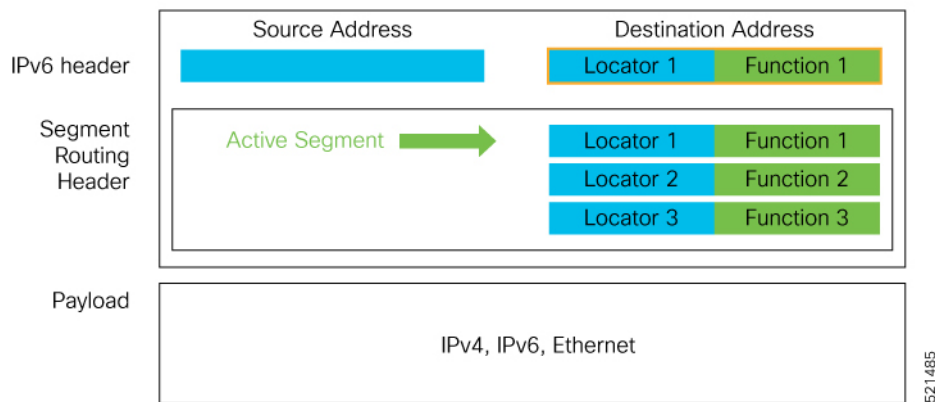 Source Address
Destination Address
IPv6 header
Locator 1
Function 1
Segment
Routing
Header
Active Segment
Locator 1
Function 1
Locator 2
Function 2
Locator 3
Function 3
Payload
IPv4, IPv6, Ethernet
521485